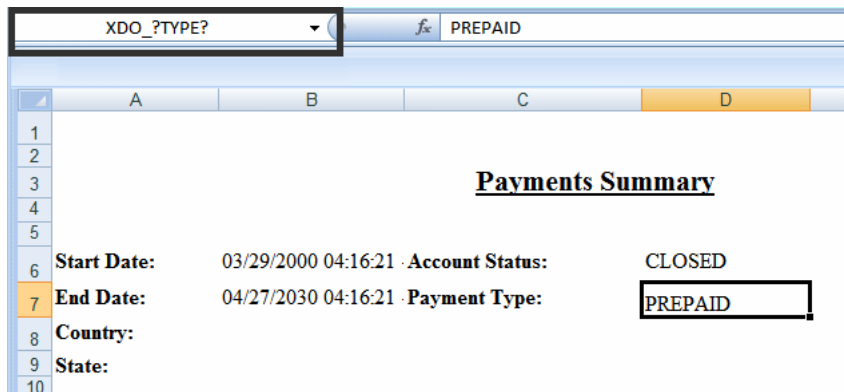 XDO_?TYPE? fx PREPAID
A B C D
1
2
3 Payments Summary
4
5
6 Start Date: 03/29/2000 04:16:21 Account Status: CLOSED
7 End Date: 04/27/2030 04:16:21 Payment Type: PREPAID
8 Country:
9 State:
10